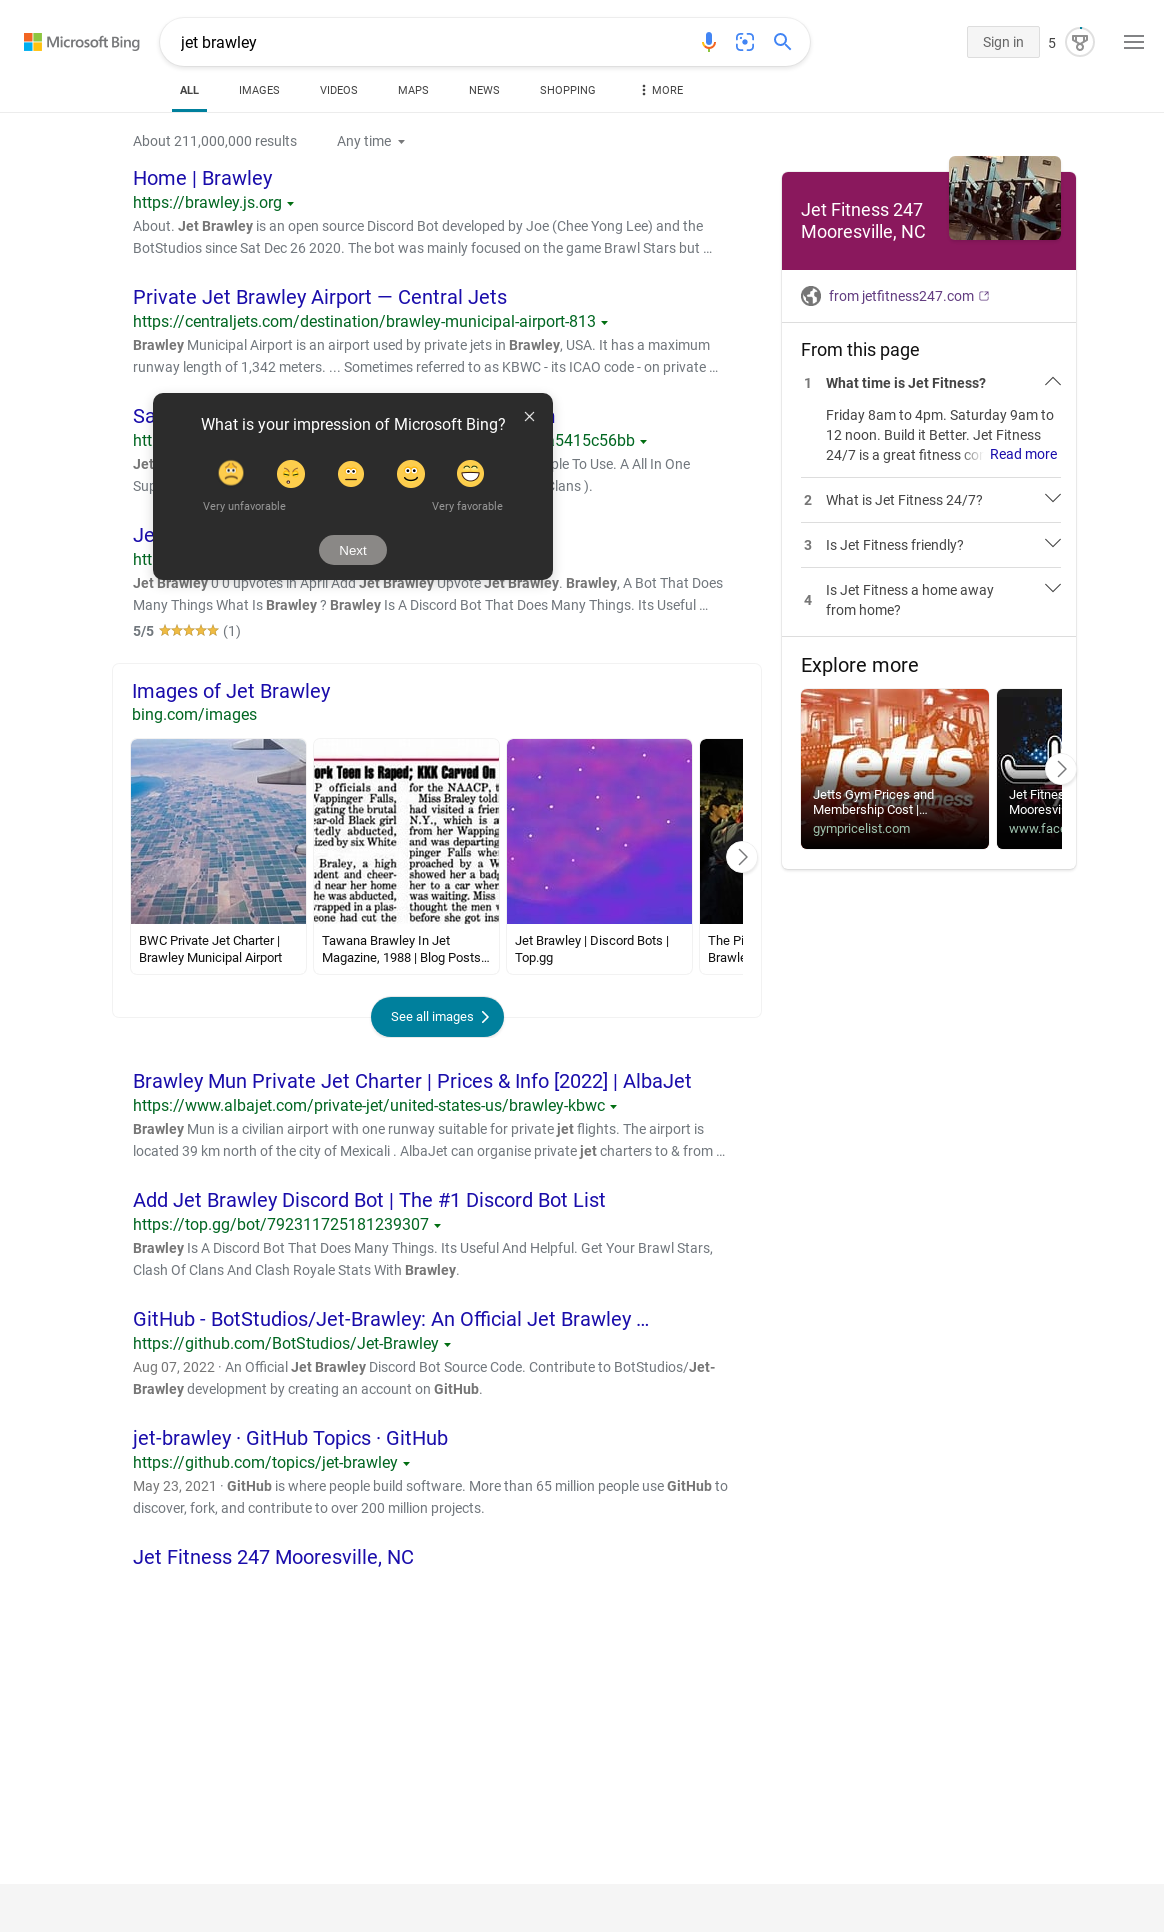 Microsoft Bing
jet brawley
Sign in
5
ALL
IMAGES
VIDEOS
MAPS
NEWS
SHOPPING
MORE
About 211,000,000 results
Any time
Home | Brawley
https://brawley.js.org
About. Jet Brawley is an open source Discord Bot developed by Joe (Chee Yong Lee) and the
BotStudios since Sat Dec 26 2020. The bot was mainly focused on the game Brawl Stars but ...
Private Jet Brawley Airport — Central Jets
https://centraljets.com/destination/brawley-municipal-airport-813
Brawley Municipal Airport is an airport used by private jets in Brawley, USA. It has a maximum
runway length of 1,342 meters. ... Sometimes referred to as KBWC - its ICAO code - on private ...
Sa
htt
5415c56bb
Jet
ple To Use. A All In One
Sup
Clans ).
What is your impression of Microsoft Bing?
Very unfavorable
Very favorable
Next
Je
htt
Jet Brawley 0 0 upvotes in April Add Jet Brawley Upvote Jet Brawley. Brawley, A Bot That Does
Many Things What Is Brawley ? Brawley Is A Discord Bot That Does Many Things. Its Useful ...
5/5
(1)
Images of Jet Brawley
bing.com/images
ork Teen Is Raped; KKK Carved On
P officials and
Wappinger Falls,
gating the brutal
ear-old Black girl
rtedly abducted,
ized by six White
Braley, a high
udent and cheer-
d near her home
he was abducted,
wrapped in a plas-
eone had cut the
for the NAACP, t
Miss Braley told
had visited a frien
N.Y., which is a
from her Wapping
and was departing
pinger Falls whe
proached by a W
showed her a badg
her to a car when
was waiting. Miss
thought the men w
before she got ins
BWC Private Jet Charter |
Brawley Municipal Airport
Tawana Brawley In Jet
Magazine, 1988 | Blog Posts...
Jet Brawley | Discord Bots |
Top.gg
The Pi
Brawle
See all images
Brawley Mun Private Jet Charter | Prices & Info [2022] | AlbaJet
https://www.albajet.com/private-jet/united-states-us/brawley-kbwc
Brawley Mun is a civilian airport with one runway suitable for private jet flights. The airport is
located 39 km north of the city of Mexicali . AlbaJet can organise private jet charters to & from ...
Add Jet Brawley Discord Bot | The #1 Discord Bot List
https://top.gg/bot/792311725181239307
Brawley Is A Discord Bot That Does Many Things. Its Useful And Helpful. Get Your Brawl Stars,
Clash Of Clans And Clash Royale Stats With Brawley.
GitHub - BotStudios/Jet-Brawley: An Official Jet Brawley ...
https://github.com/BotStudios/Jet-Brawley
Aug 07, 2022 · An Official Jet Brawley Discord Bot Source Code. Contribute to BotStudios/Jet-
Brawley development by creating an account on GitHub.
jet-brawley · GitHub Topics · GitHub
https://github.com/topics/jet-brawley
May 23, 2021 · GitHub is where people build software. More than 65 million people use GitHub to
discover, fork, and contribute to over 200 million projects.
Jet Fitness 247 Mooresville, NC
Jet Fitness 247
Mooresville, NC
from jetfitness247.com
From this page
1 What time is Jet Fitness?
Friday 8am to 4pm. Saturday 9am to
12 noon. Build it Better. Jet Fitness
24/7 is a great fitness co Read more
2 What is Jet Fitness 24/7?
3 Is Jet Fitness friendly?
4 Is Jet Fitness a home away
from home?
Explore more
jetts
fitness
Jetts Gym Prices and
Membership Cost |...
gympricelist.com
Jet Fitnes
Mooresvi
www.face